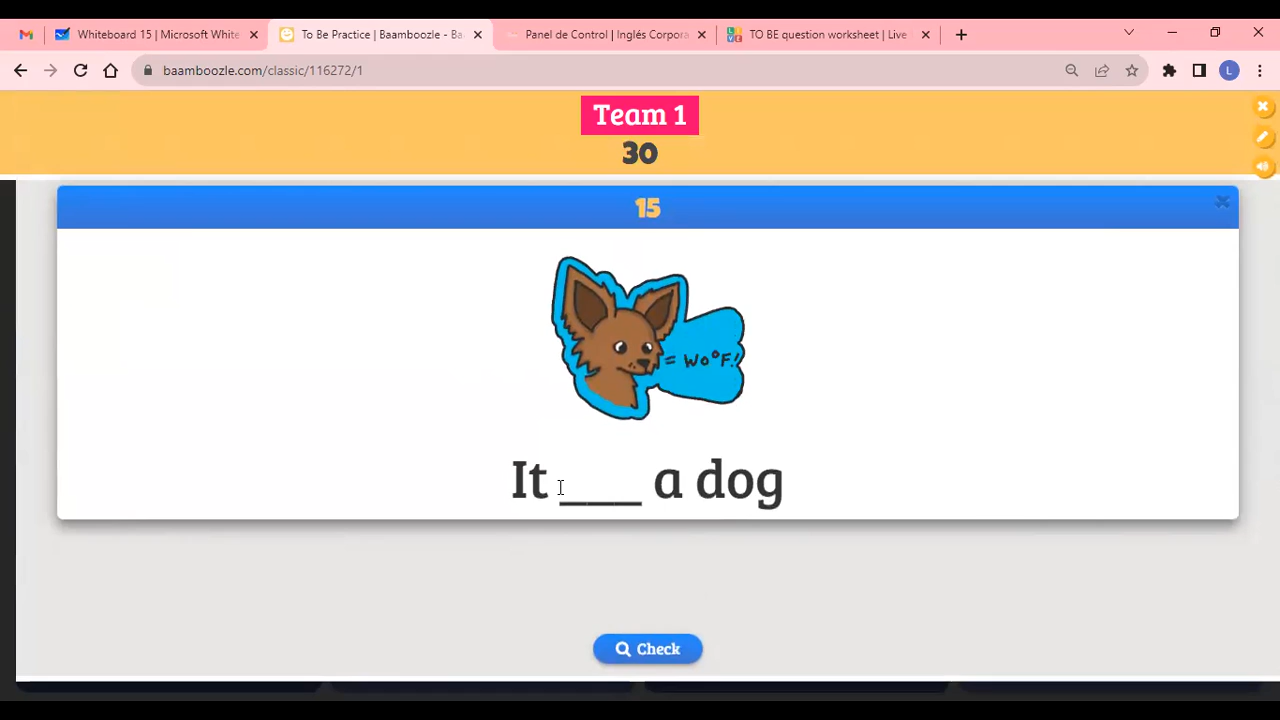 Whiteboard 15 | Microsoft White
To Be Practice | Baamboozle - Ba
Panel de Control | Inglés Corpora
TO BE question worksheet | Live
baamboozle.com/classic/116272/1
L
Team 1
30
15
= WOOF!
It ___ a dog
Check